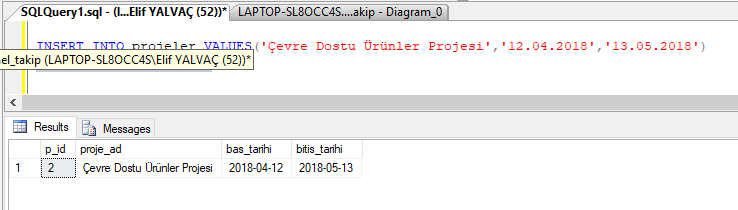 SQLQuery1.sql - (l...Elif YALVAÇ (52))* LAPTOP-SL8OCC4S....akip - Diagram_0
INSERT INTO projeler VALUES('Çevre Dostu Ürünler Projesi','12.04.2018','13.05.2018')
nel_takip (LAPTOP-SL8OCC4S\Elif YALVAÇ (52))*
Results Messages
p_id proje_ad bas_tarihi bitis_tarihi
1 2 Çevre Dostu Ürünler Projesi 2018-04-12 2018-05-13